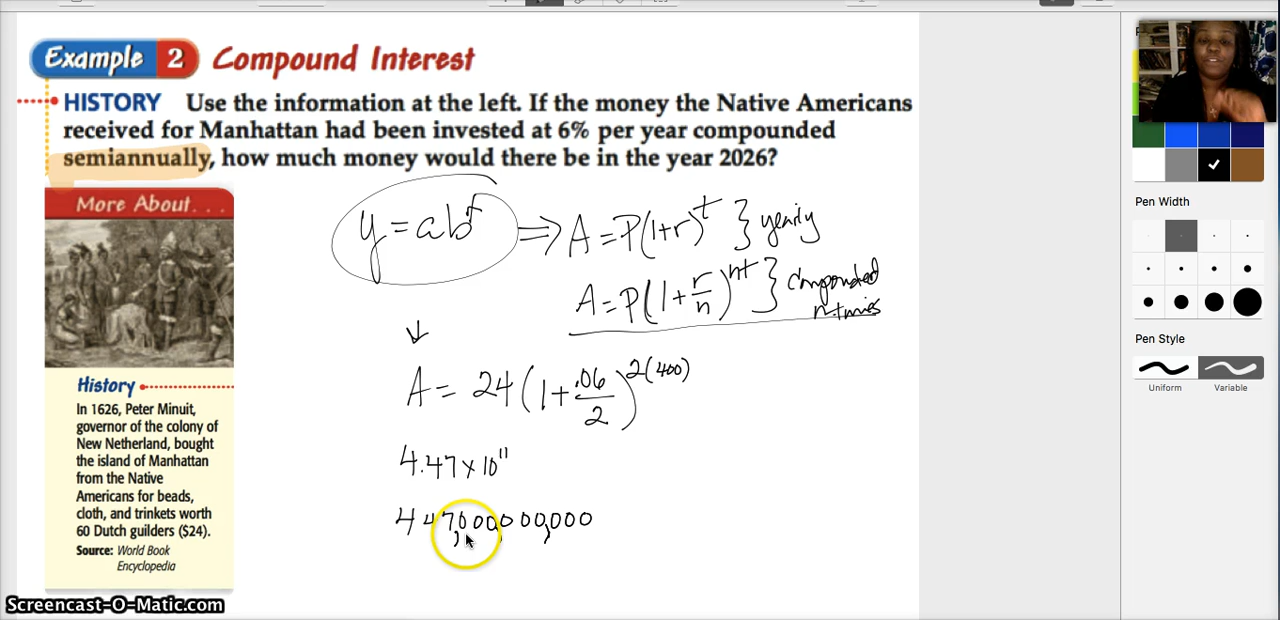 Example 2 Compound Interest
HISTORY Use the information at the left. If the money the Native Americans
received for Manhattan had been invested at 6% per year compounded
semiannually, how much money would there be in the year 2026?
More About. . .
History
In 1626, Peter Minuit,
governor of the colony of
New Netherland, bought
the island of Manhattan
from the Native
Americans for beads,
cloth, and trinkets worth
60 Dutch guilders ($24).
Source: World Book
Encyclopedia
y = ab^t ⇒ A = P(1+r)^t } yearly
A = P(1 + r/n)^nt } compounded
n-times
A = 24(1 + .06/2)^2(400)
4.47 x 10^11
447,000,000,000
Pen Width
Pen Style
Uniform Variable
Screencast-O-Matic.com